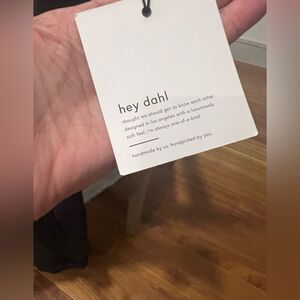 hey dahl
thought we should get to know each other.
designed in los angeles with a luxuriously
soft feel, i'm always one-of-a-kind.
handmade by us. handpicked by you.